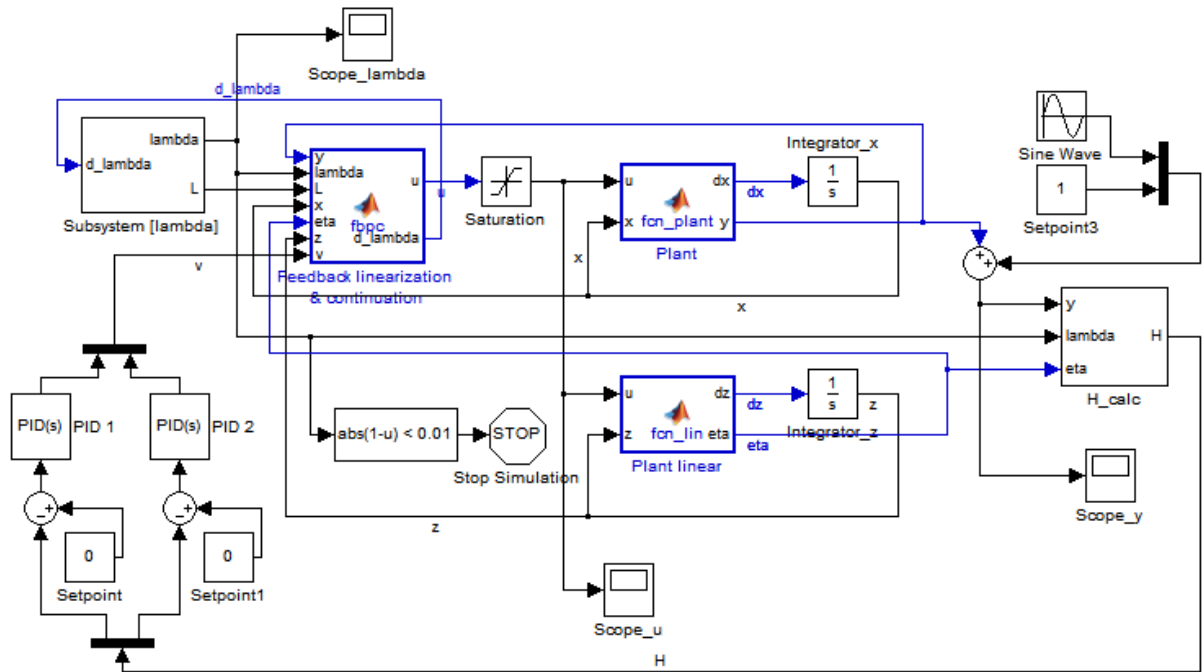 Scope_lambda
d_lambda
lambda
d_lambda
L
Subsystem [lambda]
y
lambda
L
x
eta
z
v
u
fbpc
d_lambda
Feedback linearization
& continuation
u
Saturation
u
x
fcn_plant
dx
y
Plant
dx
Integrator_x
1
s
x
x
Sine Wave
1
Setpoint3
+
+
y
lambda
eta
H
H_calc
v
PID(s)
PID 1
PID(s)
PID 2
abs(1-u) < 0.01
STOP
Stop Simulation
u
z
fcn_lin
dz
eta
Plant linear
dz
eta
1
s
Integrator_z
z
z
Scope_y
−
+
0
Setpoint
−
+
0
Setpoint1
Scope_u
H